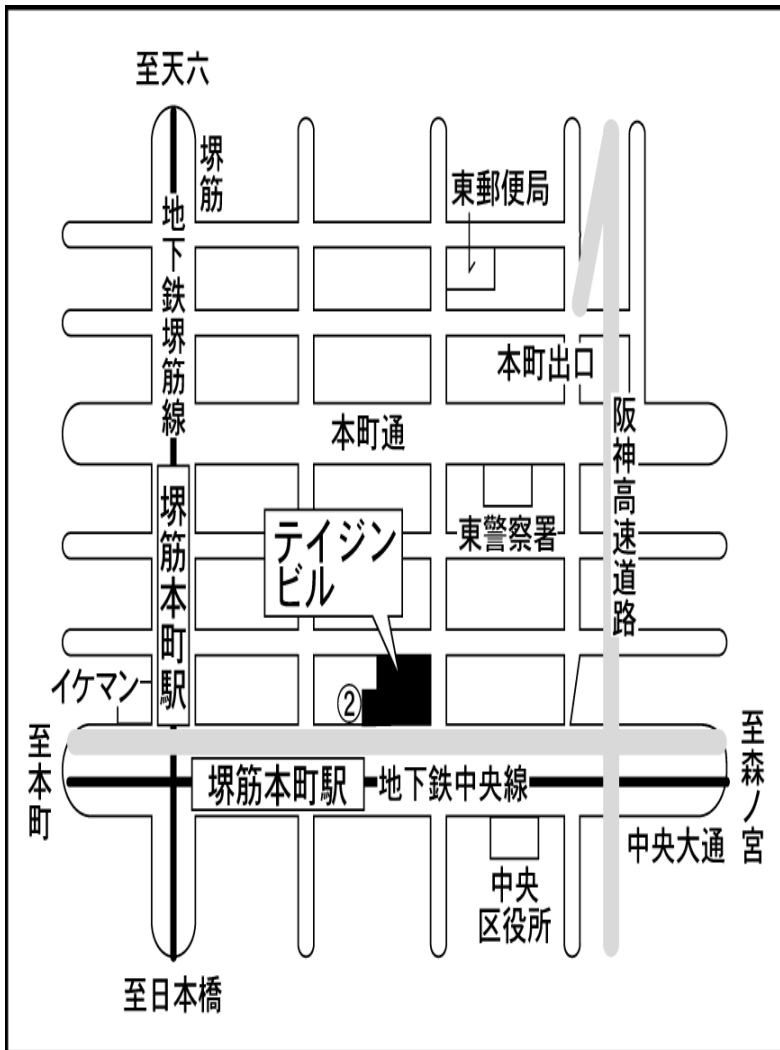 至天六
堺筋
地下鉄堺筋線
東郵便局
本町出口
阪神高速道路
本町通
堺筋本町駅
東警察署
テイジン
ビル
イケマン
②
至本町
至森ノ宮
堺筋本町駅
地下鉄中央線
中央大通
中央
区役所
至日本橋